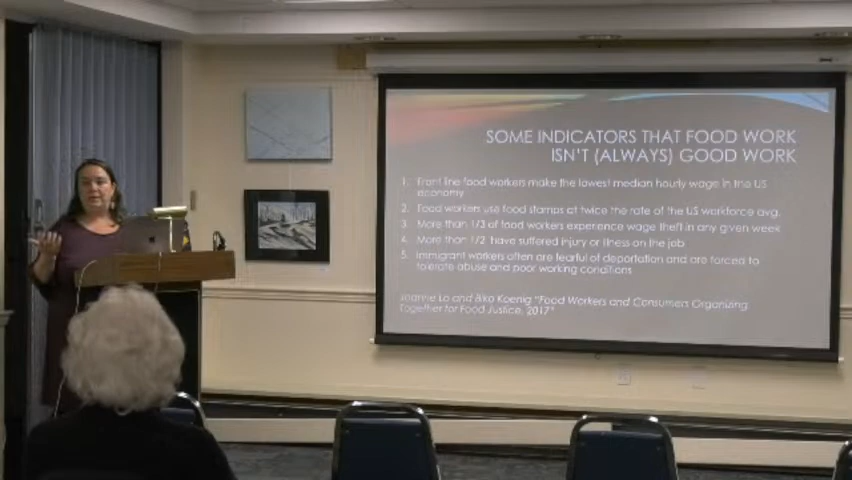 SOME INDICATORS THAT FOOD WORK
ISN'T (ALWAYS) GOOD WORK
1. Front line food workers make the lowest median hourly wage in the US
economy
2. Food workers use food stamps at twice the rate of the US workforce avg.
3. More than 1/3 of food workers experience wage theft in any given week
4. More than 1/2 have suffered injury or illness on the job
5. Immigrant workers often are fearful of deportation and are forced to
tolerate abuse and poor working conditions
Joanne Lo and Biko Koenig "Food Workers and Consumers Organizing
Together for Food Justice, 2017"